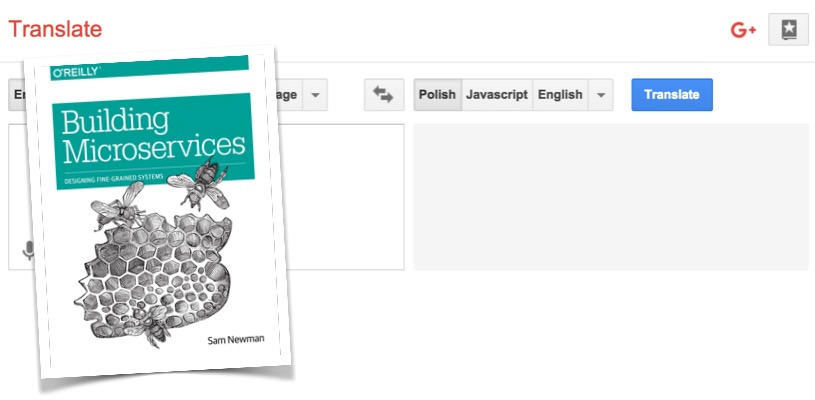 Translate
G+
O'REILLY
En
age
Polish
Javascript
English
Translate
Building
Microservices
DESIGNING FINE-GRAINED SYSTEMS
Sam Newman